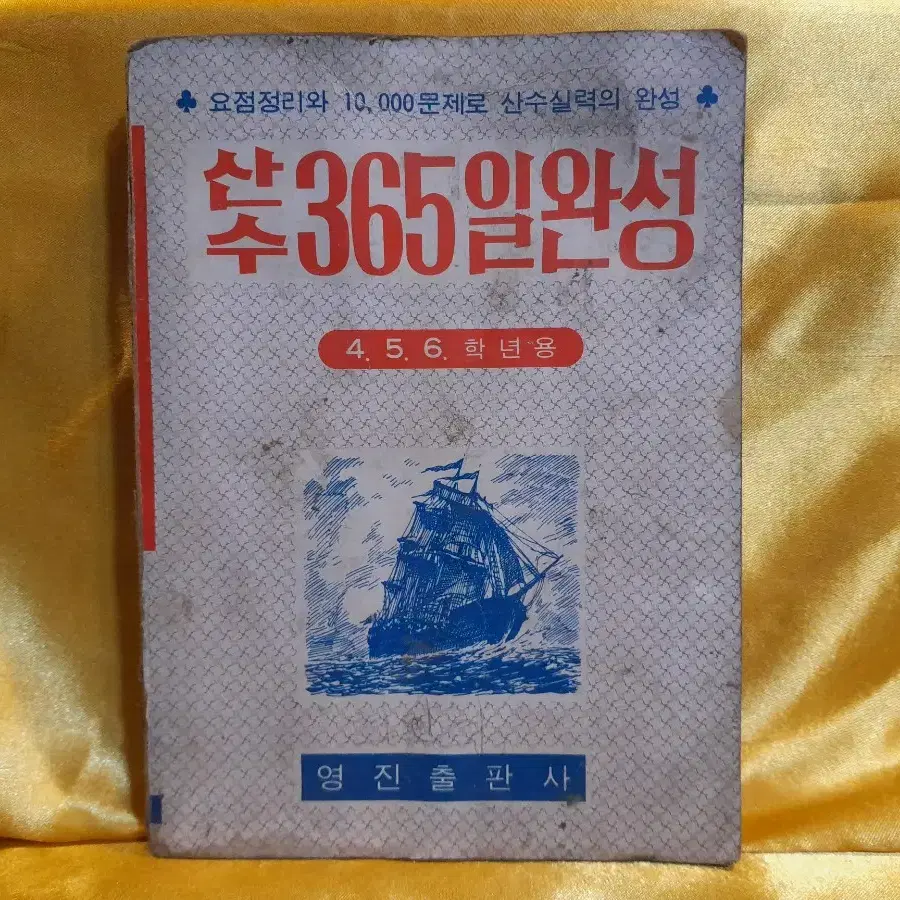 ♣ 요점정리와 10,000문제로 산수실력의 완성 ♣
산수 365일완성
4. 5. 6. 학년용
영진출판사